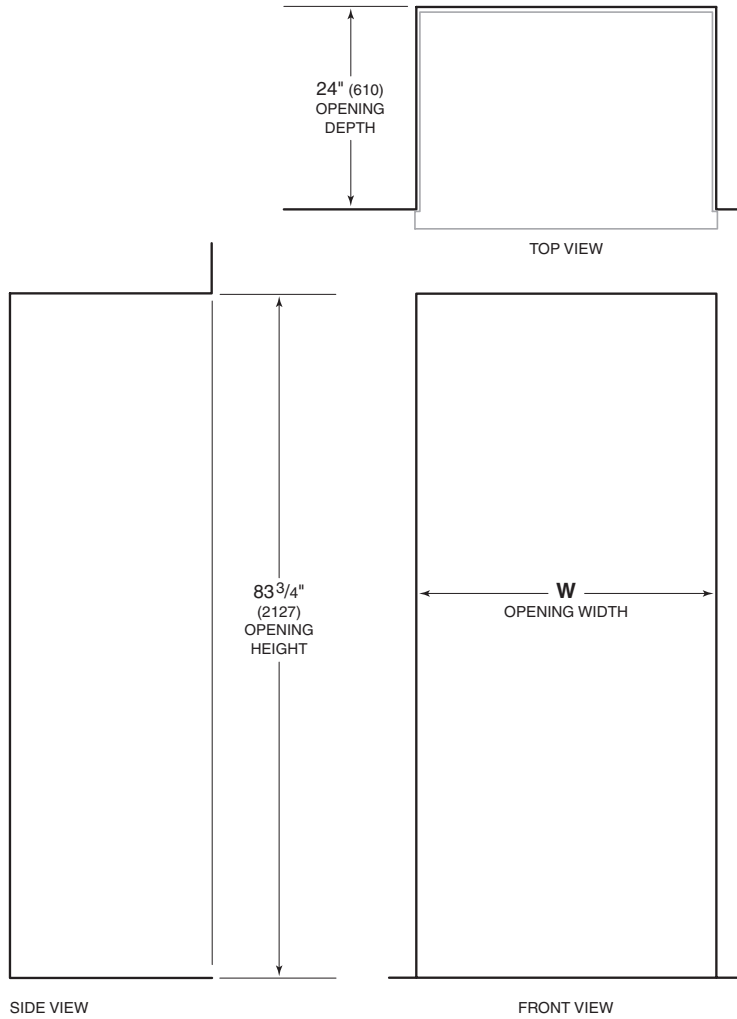 24" (610)
OPENING
DEPTH
TOP VIEW
83 3/4"
(2127)
OPENING
HEIGHT
W
OPENING WIDTH
SIDE VIEW
FRONT VIEW